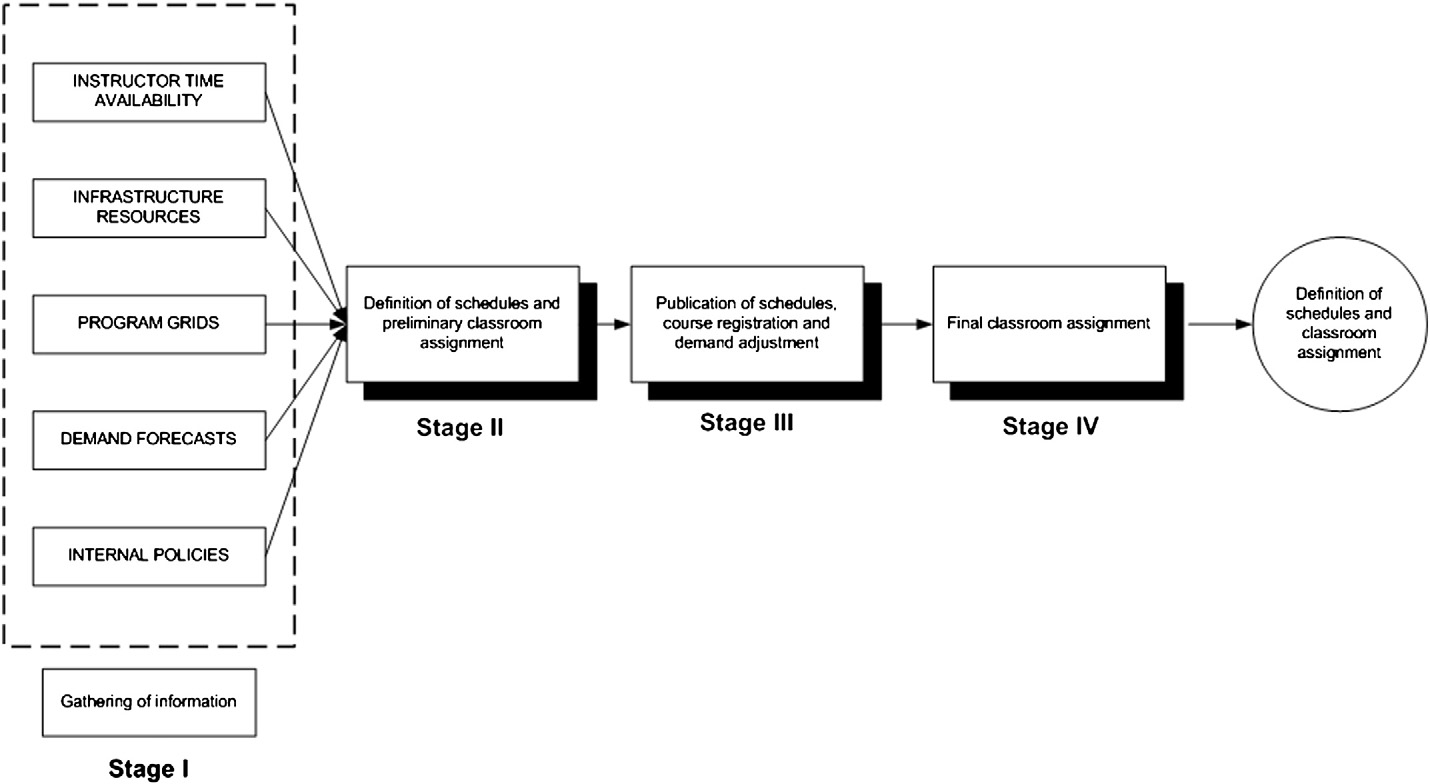 INSTRUCTOR TIME
AVAILABILITY
INFRASTRUCTURE
RESOURCES
PROGRAM GRIDS
DEMAND FORECASTS
INTERNAL POLICIES
Gathering of information
Stage I
Definition of schedules and
preliminary classroom
assignment
Stage II
Publication of schedules,
course registration and
demand adjustment
Stage III
Final classroom assignment
Stage IV
Definition of
schedules and
classroom
assignment